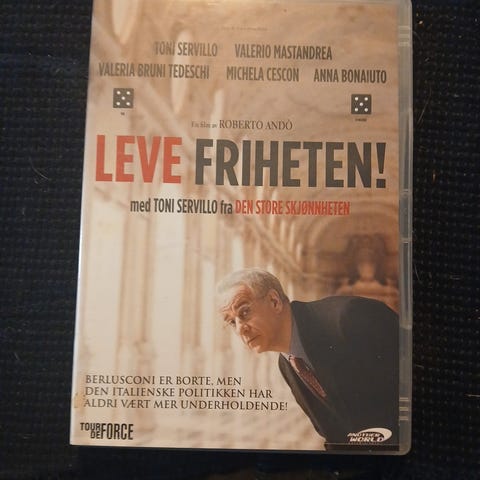 TONI SERVILLO VALERIO MASTANDREA
VALERIA BRUNI TEDESCHI MICHELA CESCON ANNA BONAIUTO
En film av ROBERTO ANDÒ
LEVE FRIHETEN!
med TONI SERVILLO fra DEN STORE SKJØNNHETEN
BERLUSCONI ER BORTE, MEN
DEN ITALIENSKE POLITIKKEN HAR
ALDRI VÆRT MER UNDERHOLDENDE!
TOUR DE FORCE
ANOTHER WORLD